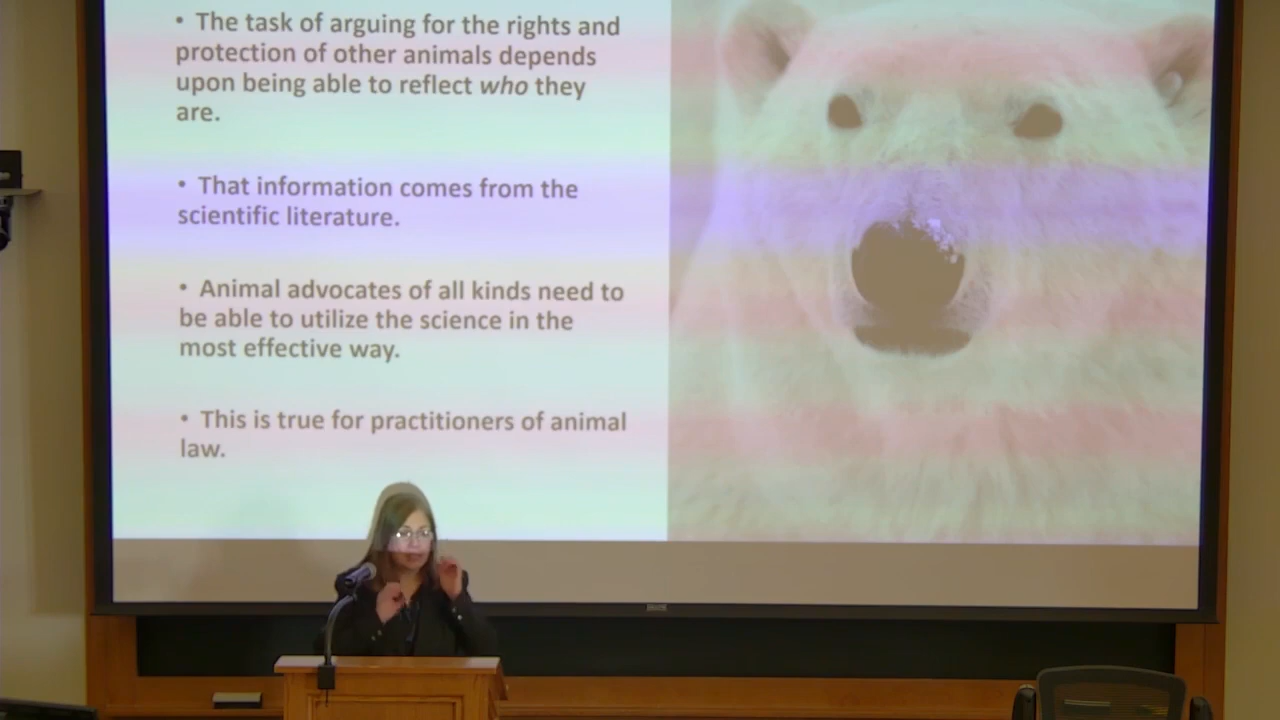 • The task of arguing for the rights and
protection of other animals depends
upon being able to reflect who they
are.
• That information comes from the
scientific literature.
• Animal advocates of all kinds need to
be able to utilize the science in the
most effective way.
• This is true for practitioners of animal
law.